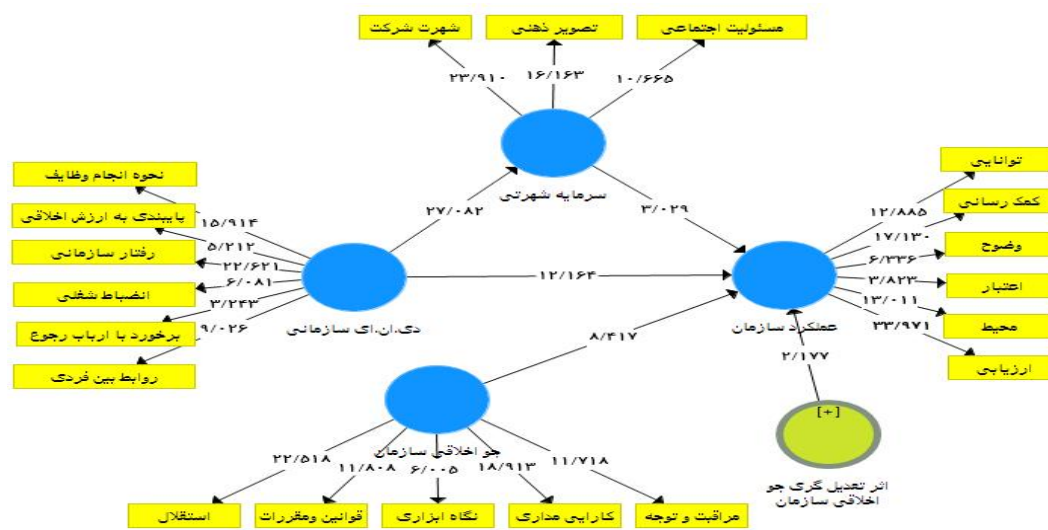 شهرت شرکت
تصویر ذهنی
مسئولیت اجتماعی
۲۳/۹۱۰
۱۶/۱۶۳
۱۰/۶۶۵
سرمایه شهرتی
نحوه انجام وظایف
پایبندی به ارزش اخلاقی
رفتار سازمانی
انضباط شغلی
برخورد با ارباب رجوع
روابط بین فردی
۱۵/۹۱۴
۵/۲۱۲
۲۲/۶۲۱
۶/۰۸۱
۳/۲۴۳
۹/۰۲۶
دی.ان.ای سازمانی
۲۷/۰۸۲
۳/۰۲۹
۱۲/۱۶۴
۸/۴۱۷
توانایی
کمک رسانی
وضوح
اعتبار
محیط
ارزیابی
۱۲/۸۸۵
۱۷/۱۳۰
۶/۳۳۶
۳/۸۲۳
۱۳/۰۱۱
۳۳/۹۷۱
عملکرد سازمان
۲/۱۷۷
[+]
اثر تعدیل گری جو
اخلاقی سازمان
جو اخلاقی سازمان
۲۲/۵۱۸
۱۱/۸۰۸
۶/۰۰۵
۱۸/۹۱۳
۱۱/۷۱۸
استقلال
قوانین ومقررات
نگاه ابزاری
کارایی مداری
مراقبت و توجه